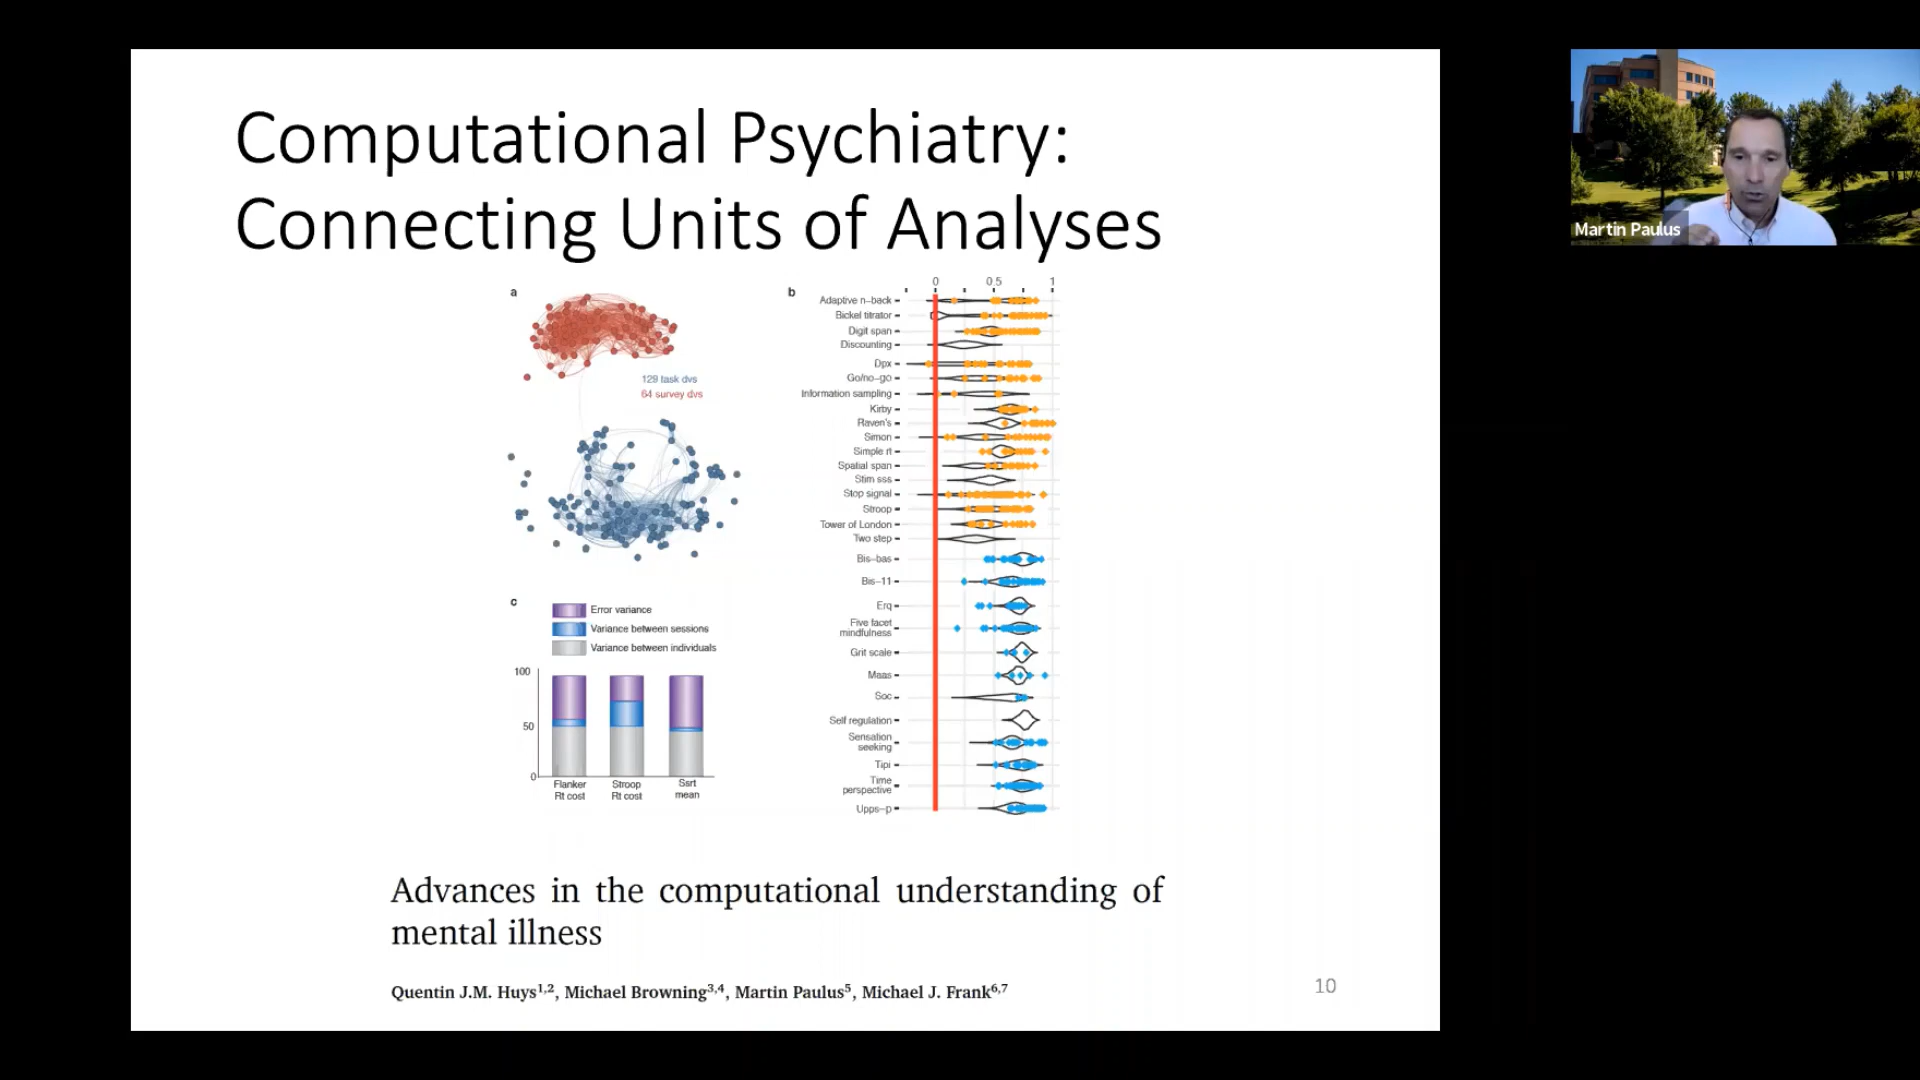 Computational Psychiatry:
Connecting Units of Analyses
Martin Paulus
a
129 task dvs
64 survey dvs
b
0
0.5
1
Adaptive n-back
Bickel titrator
Digit span
Discounting
Dpx
Go/no-go
Information sampling
Kirby
Raven's
Simon
Simple rt
Spatial span
Stim sss
Stop signal
Stroop
Tower of London
Two step
Bis-bas
Bis-11
Erq
Five facet
mindfulness
Grit scale
Maas
Soc
Self regulation
Sensation
seeking
Tipi
Time
perspective
Upps-p
c
Error variance
Variance between sessions
Variance between individuals
100
50
0
Flanker
Rt cost
Stroop
Rt cost
Ssrt
mean
Advances in the computational understanding of
mental illness
Quentin J.M. Huys1,2, Michael Browning3,4, Martin Paulus5, Michael J. Frank6,7
10